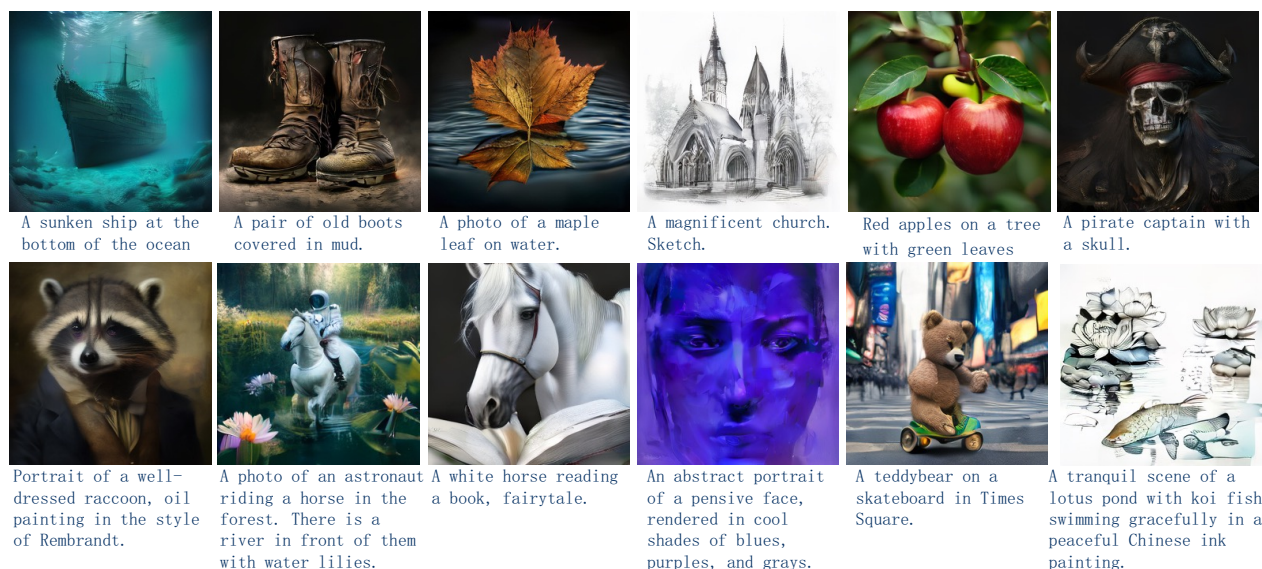 A sunken ship at the
bottom of the ocean
A pair of old boots
covered in mud.
A photo of a maple
leaf on water.
A magnificent church.
Sketch.
Red apples on a tree
with green leaves
A pirate captain with
a skull.
Portrait of a well-
dressed raccoon, oil
painting in the style
of Rembrandt.
A photo of an astronaut
riding a horse in the
forest. There is a
river in front of them
with water lilies.
A white horse reading
a book, fairytale.
An abstract portrait
of a pensive face,
rendered in cool
shades of blues,
purples, and grays.
A teddybear on a
skateboard in Times
Square.
A tranquil scene of a
lotus pond with koi fish
swimming gracefully in a
peaceful Chinese ink
painting.